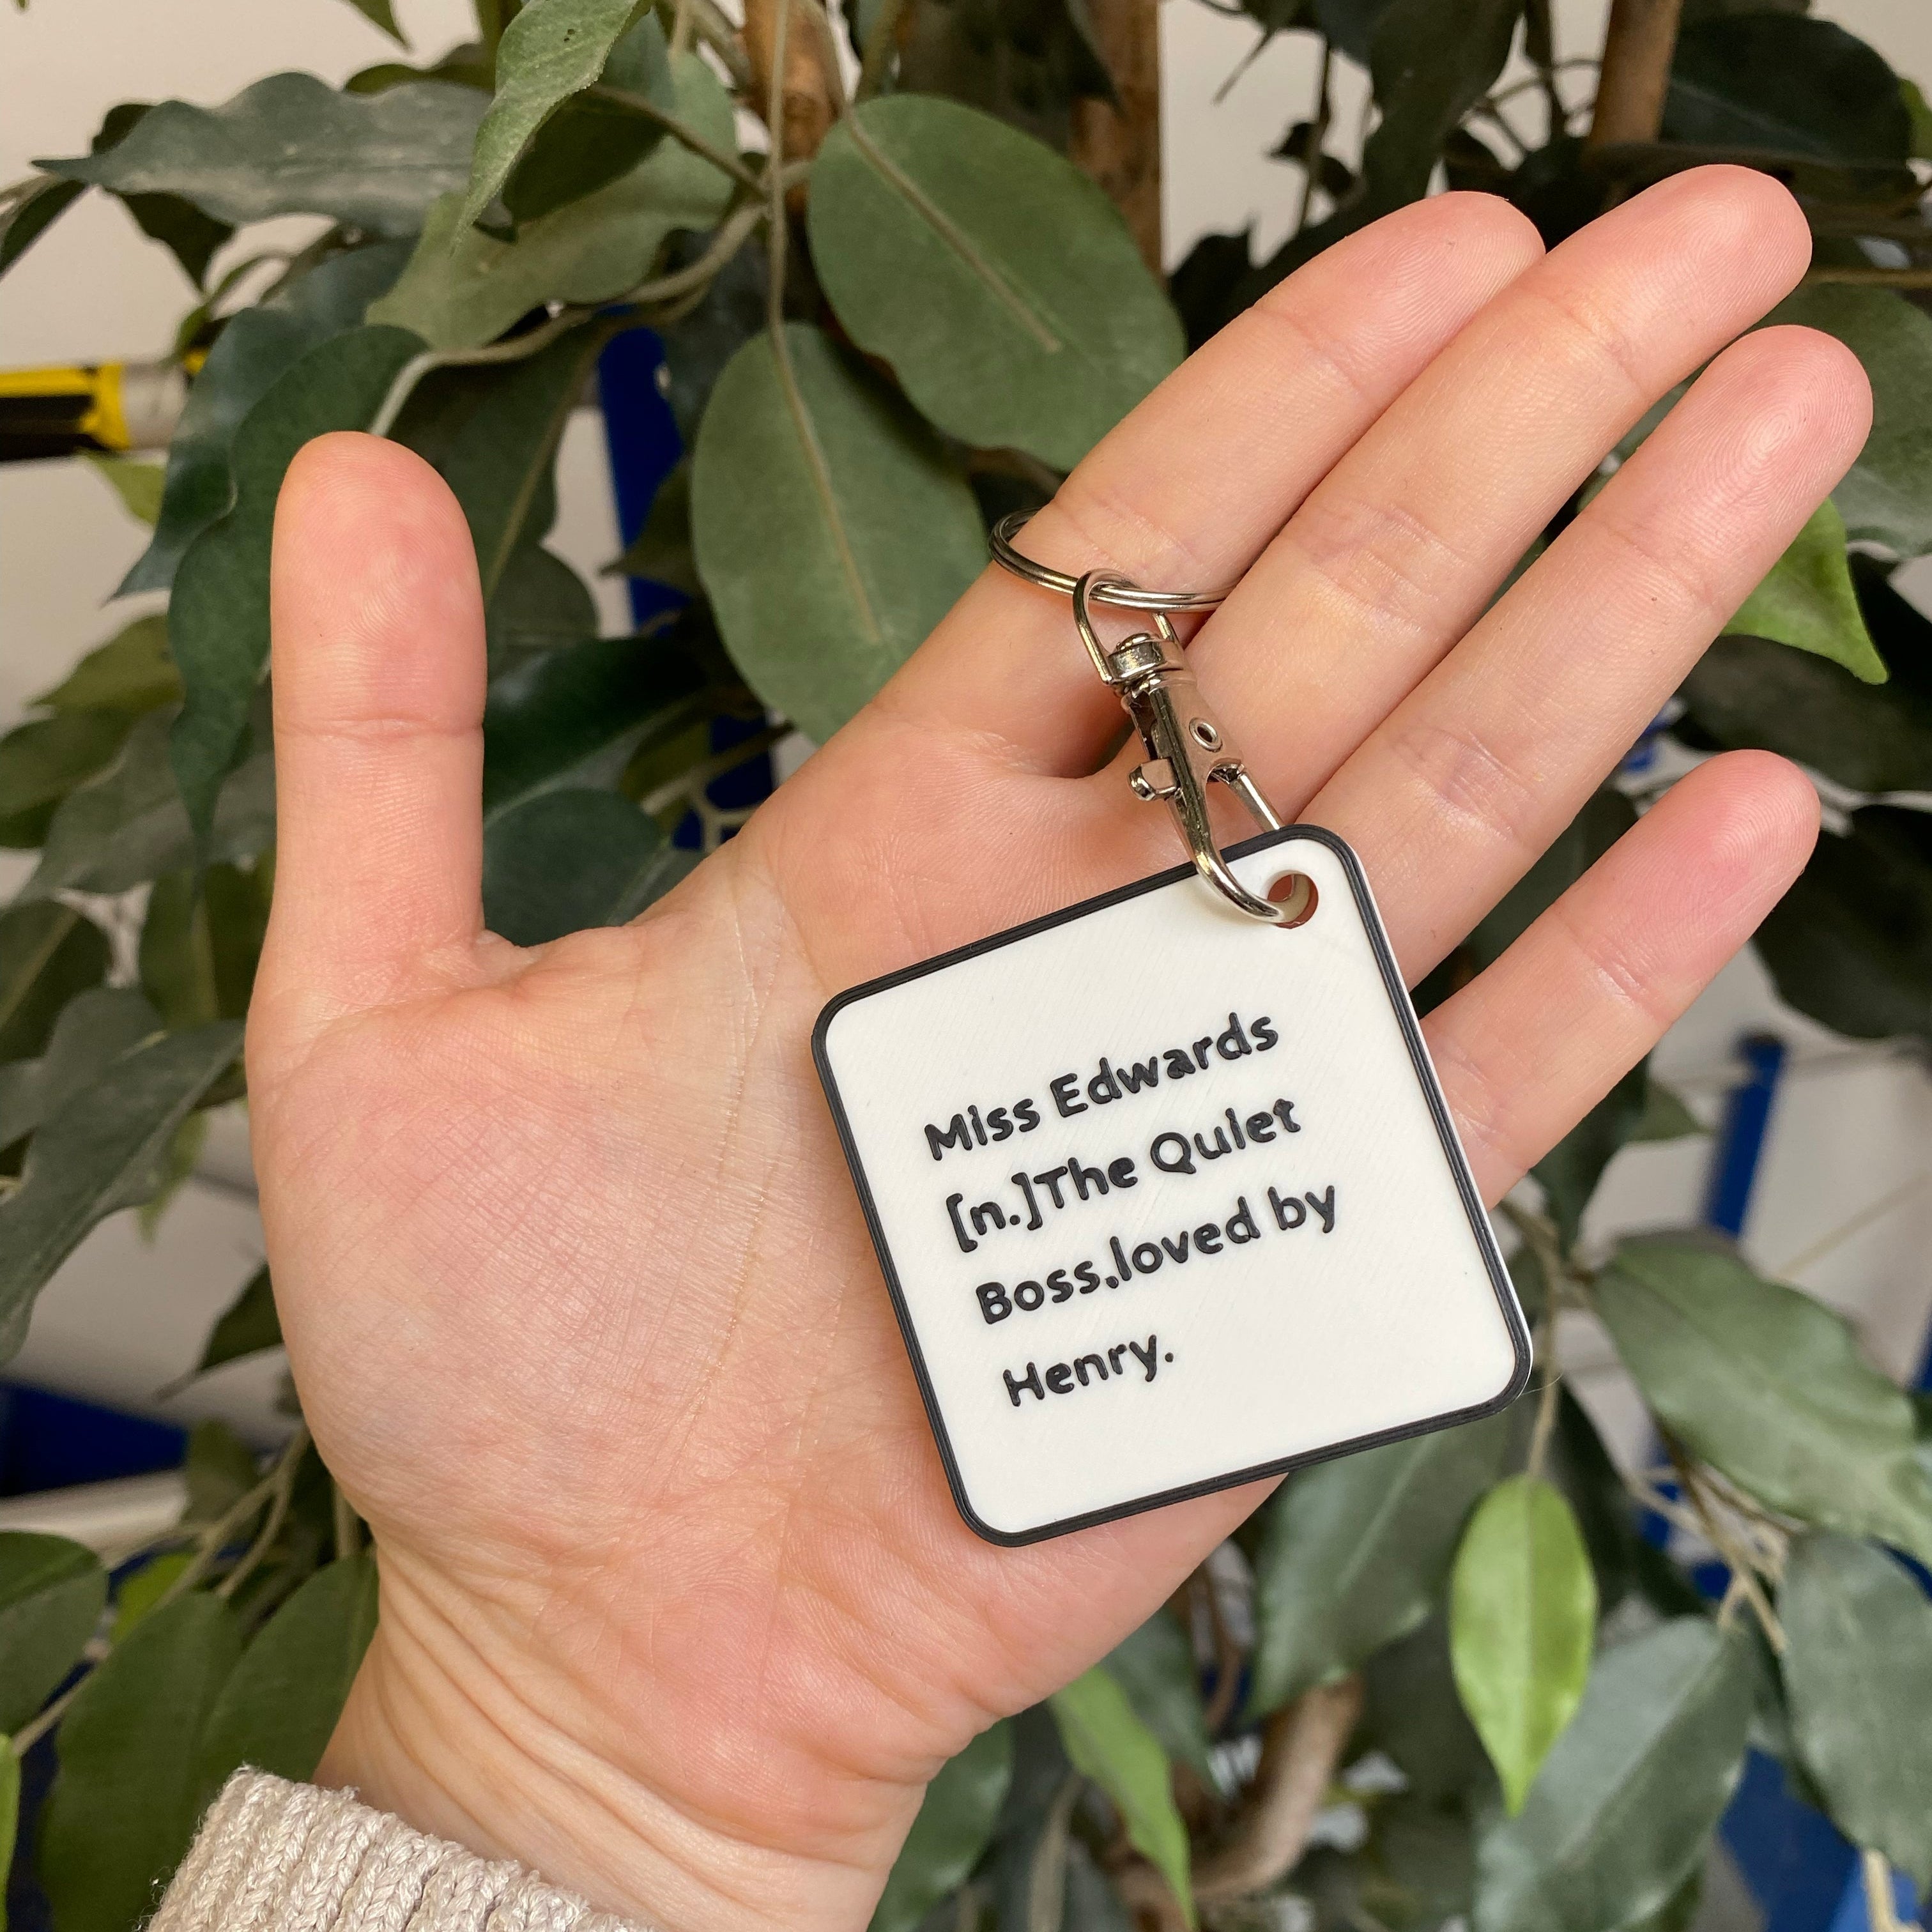 Miss Edwards
[n.]The Quiet
Boss.loved by
Henry.